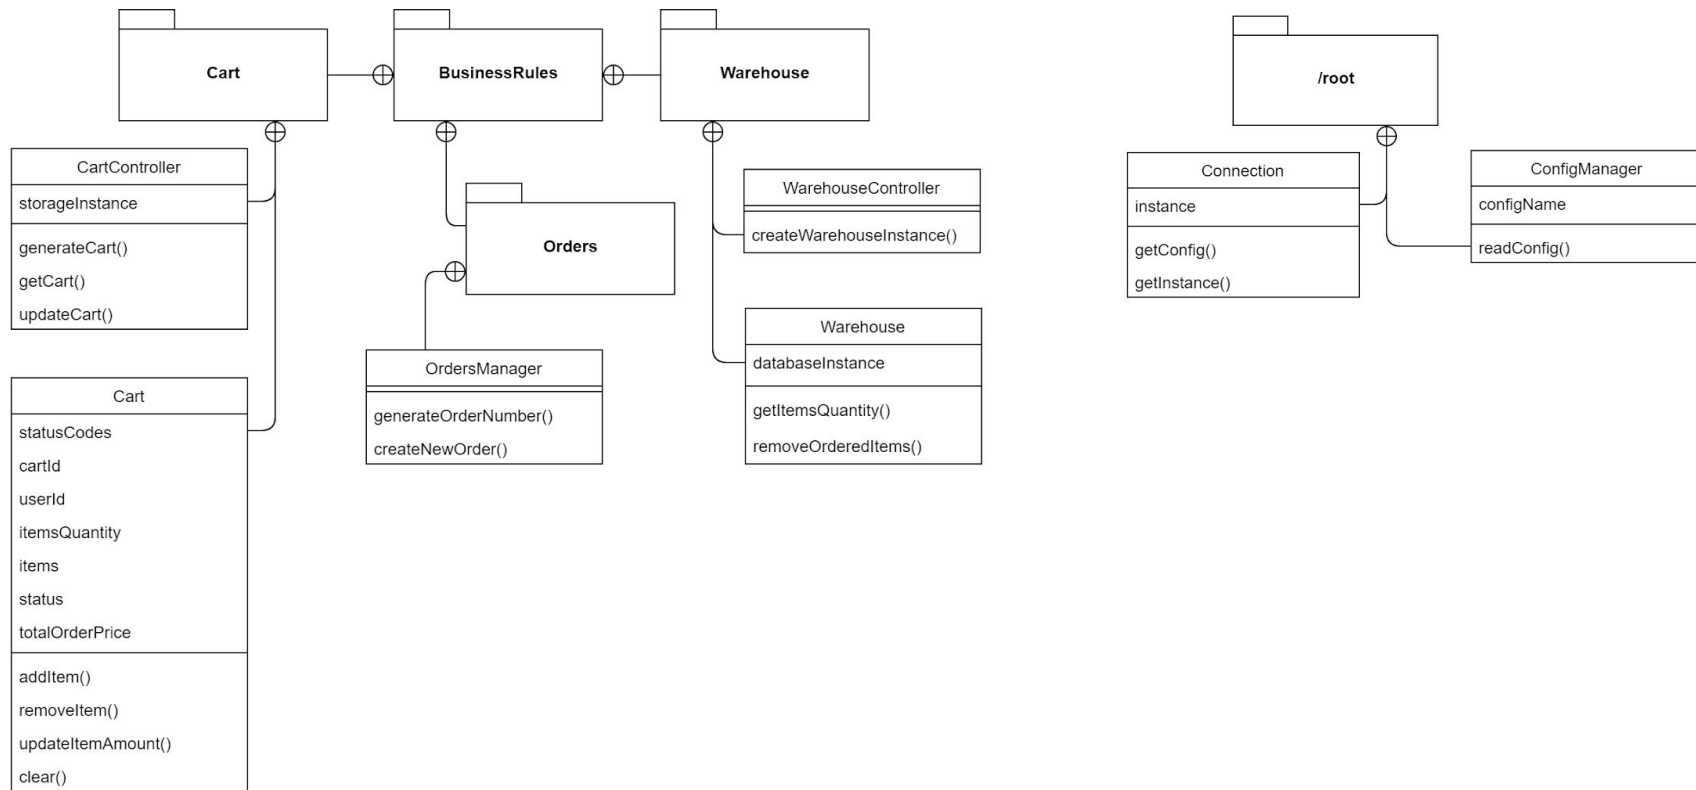 Cart
BusinessRules
Warehouse
/root
CartController
storageInstance
generateCart()
getCart()
updateCart()
Cart
statusCodes
cartId
userId
itemsQuantity
items
status
totalOrderPrice
addItem()
removeItem()
updateItemAmount()
clear()
Orders
OrdersManager
generateOrderNumber()
createNewOrder()
WarehouseController
createWarehouseInstance()
Warehouse
databaseInstance
getItemsQuantity()
removeOrderedItems()
Connection
instance
getConfig()
getInstance()
ConfigManager
configName
readConfig()